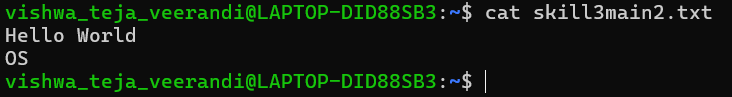 vishwa_teja_veerandi@LAPTOP-DID88SB3:~$ cat skill3main2.txt
Hello World
OS
vishwa_teja_veerandi@LAPTOP-DID88SB3:~$